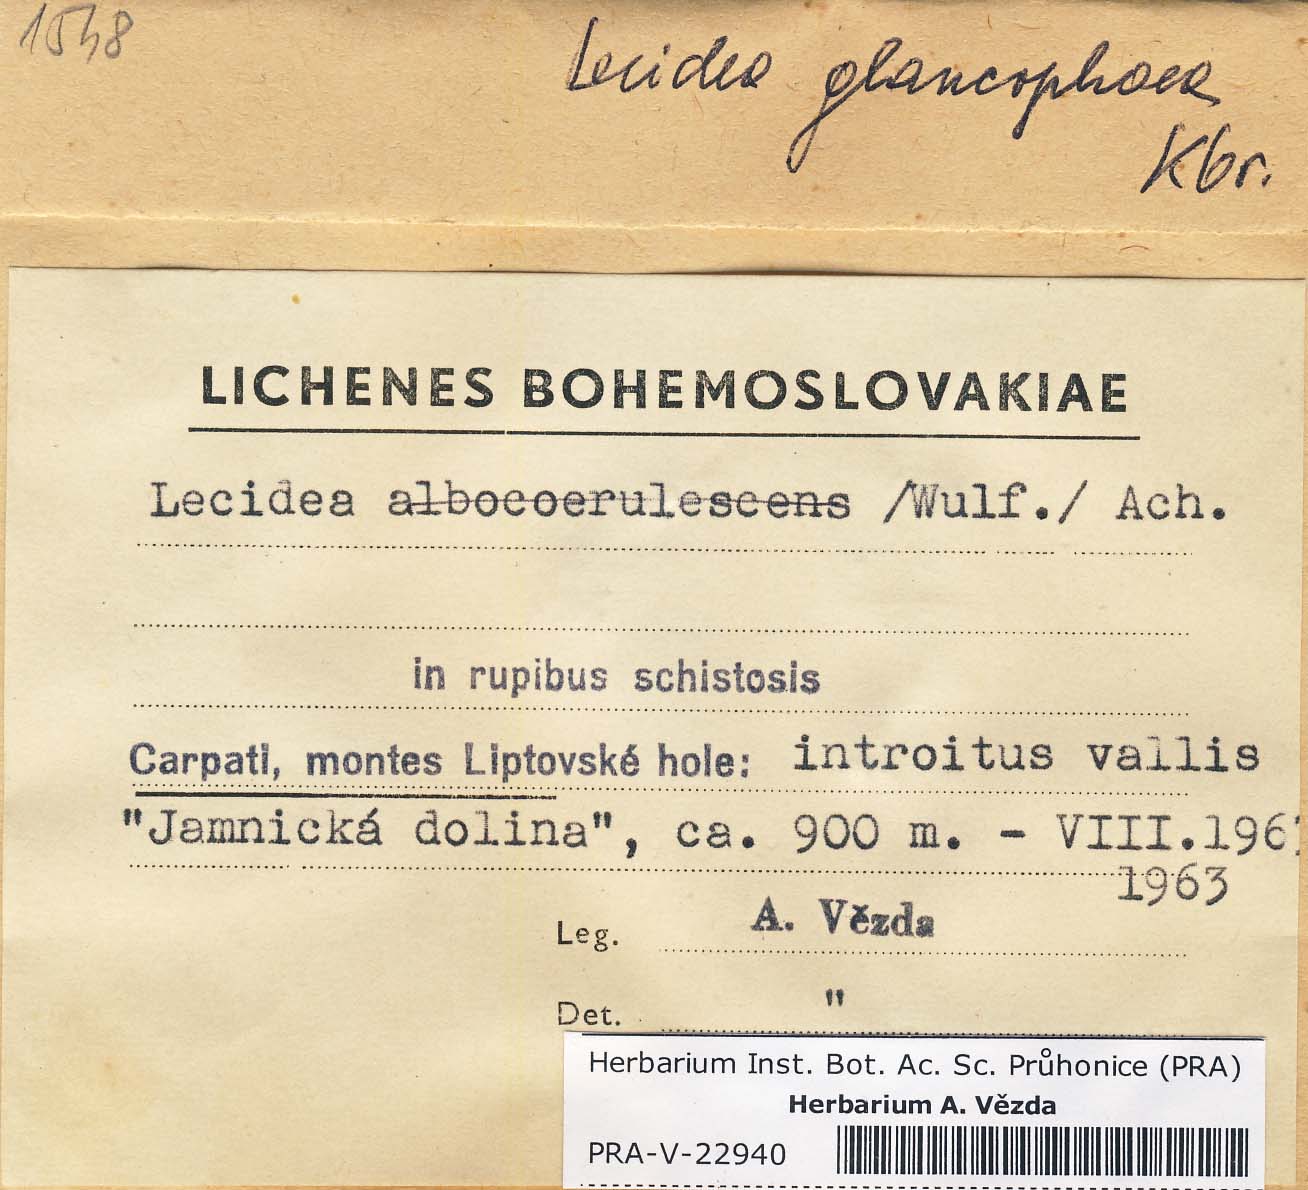 1548
Lecidea glaucophaea
Kbr.
LICHENES BOHEMOSLOVAKIAE
Lecidea albocoerulescens /Wulf./ Ach.
in rupibus schistosis
Carpati, montes Liptovské hole: introitus vallis
"Jamnická dolina", ca. 900 m. - VIII.196
1963
Leg. A. Vězda
Det. "
Herbarium Inst. Bot. Ac. Sc. Průhonice (PRA)
Herbarium A. Vězda
PRA-V-22940